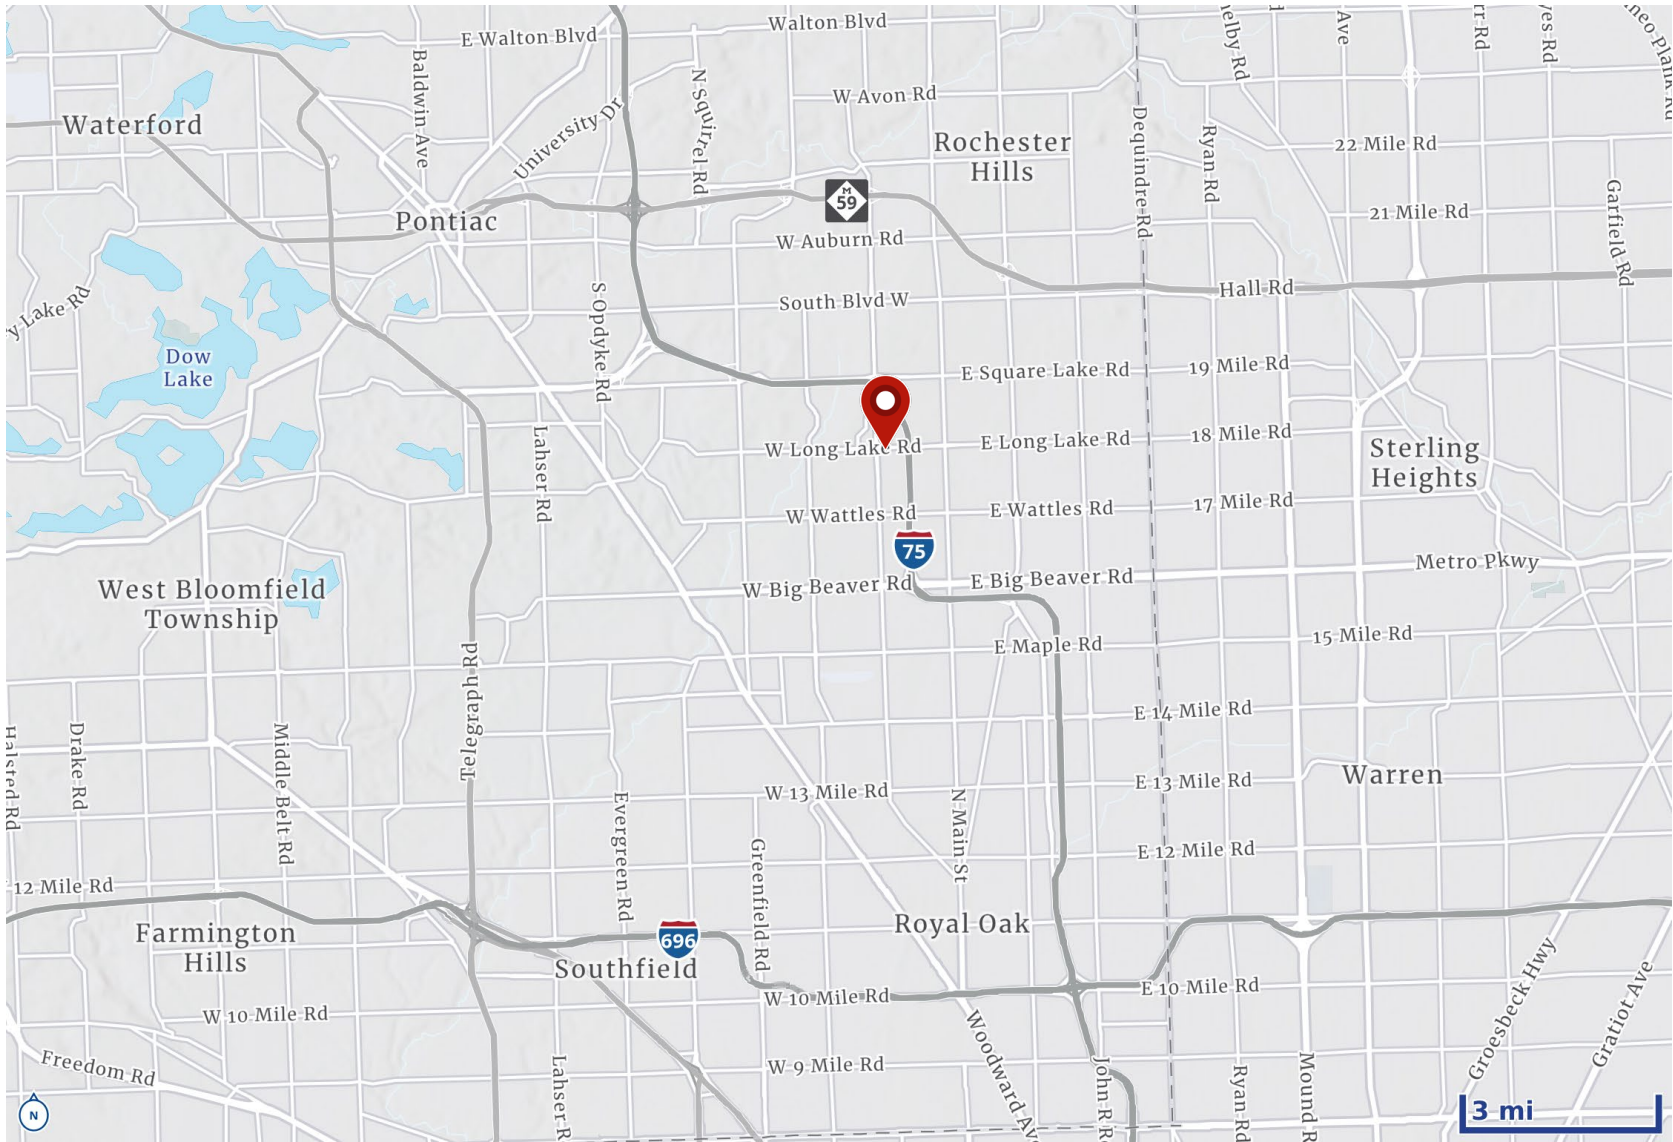 Walton Blvd
E Walton Blvd
Baldwin Ave
N Squirrel Rd
University Dr
W Avon Rd
Waterford
Rochester
Hills
Dequindre Rd
Ryan Rd
22 Mile Rd
21 Mile Rd
Garfield Rd
M
59
Pontiac
W Auburn Rd
Hall Rd
South Blvd W
S Opdyke Rd
y Lake Rd
Dow
Lake
E Square Lake Rd
19 Mile Rd
W Long Lake Rd
E Long Lake Rd
18 Mile Rd
Sterling
Heights
Lahser Rd
W Wattles Rd
E Wattles Rd
17 Mile Rd
75
Metro Pkwy
W Big Beaver Rd
E Big Beaver Rd
West Bloomfield
Township
15 Mile Rd
E Maple Rd
Telegraph Rd
E 14 Mile Rd
Halsted Rd
Drake Rd
Middle Belt Rd
E 13 Mile Rd
Warren
W 13 Mile Rd
Evergreen Rd
Greenfield Rd
N Main St
E 12 Mile Rd
12 Mile Rd
Farmington
Hills
696
Royal Oak
Southfield
W 10 Mile Rd
E 10 Mile Rd
W 10 Mile Rd
Groesbeck Hwy
Gratiot Ave
Freedom Rd
Lahser R
W 9 Mile Rd
Woodward Av
John R R
Ryan Rd
Mound R
N
3 mi